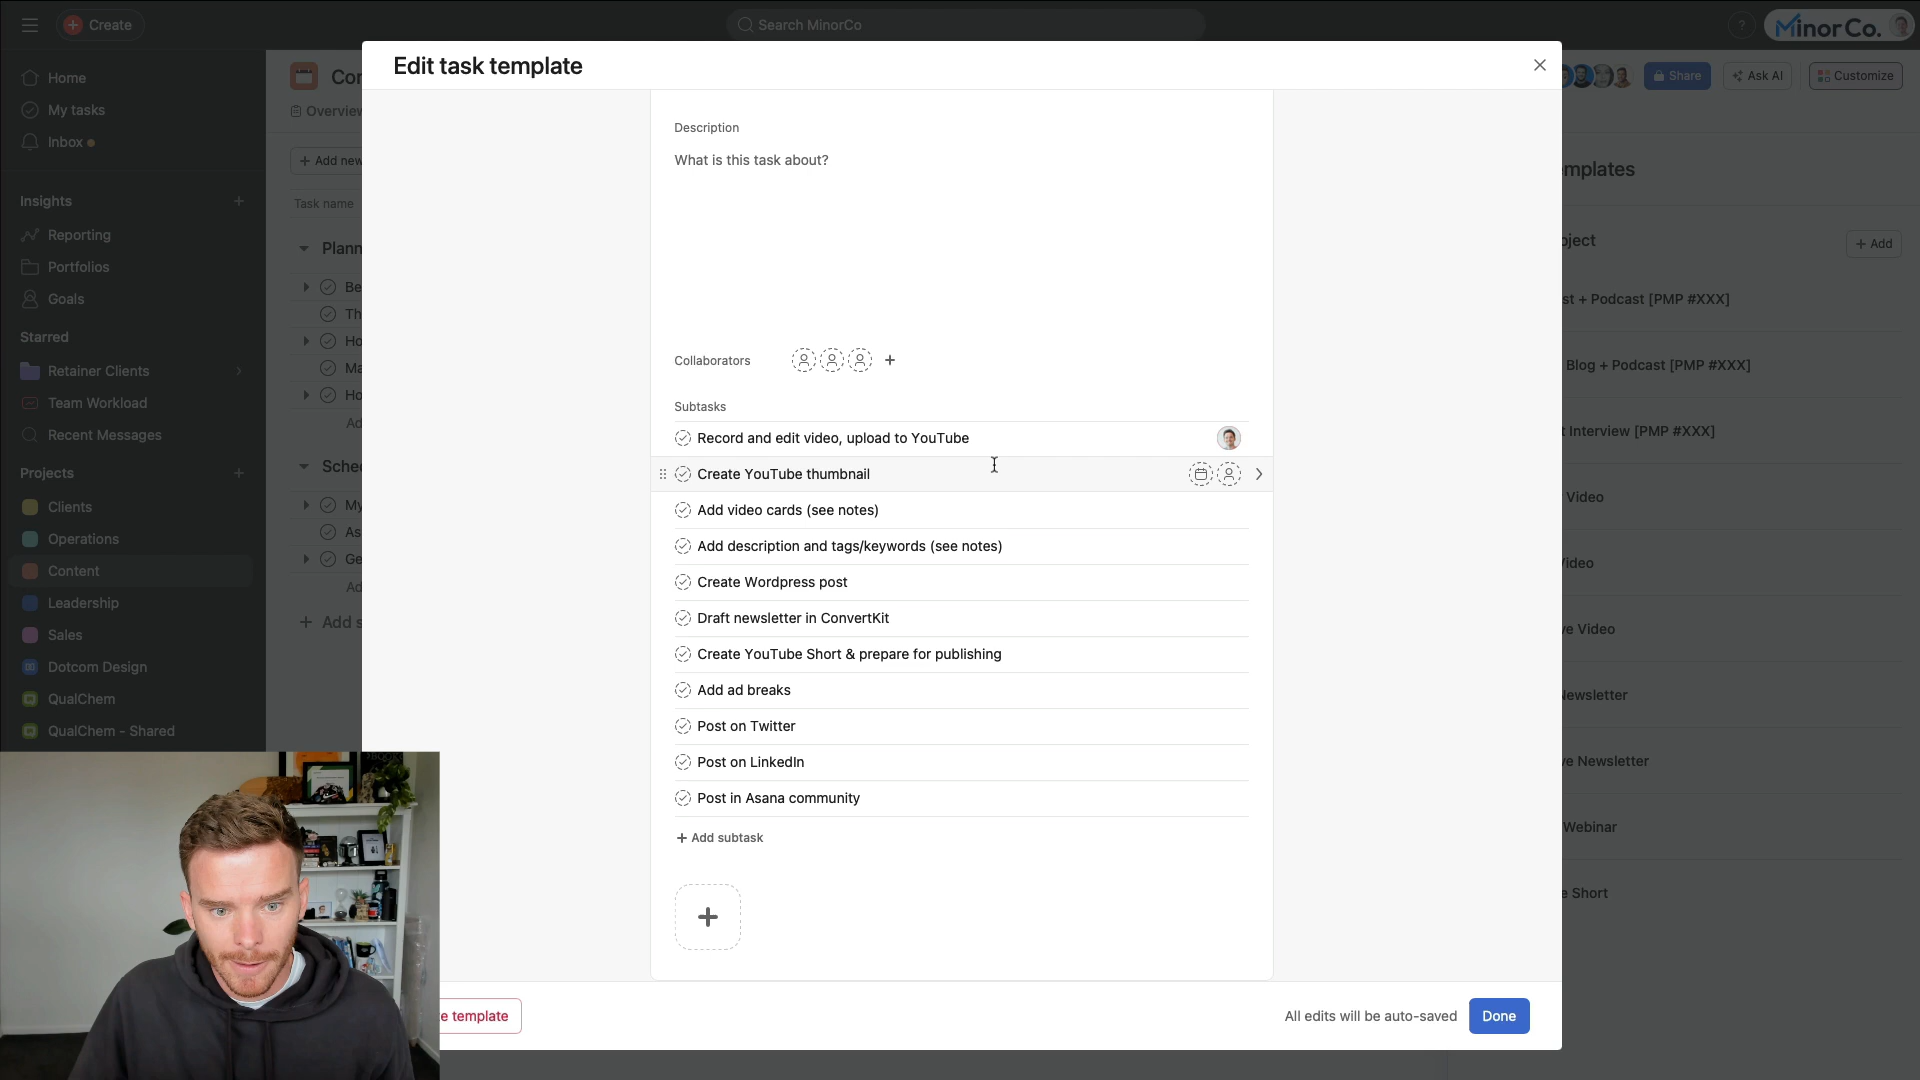 Create
Search MinorCo
?
Minor Co.
Edit task template
Home
My tasks
Inbox
Insights
Reporting
Portfolios
Goals
Starred
Retainer Clients
Team Workload
Recent Messages
Projects
Clients
Operations
Content
Leadership
Sales
Dotcom Design
QualChem
QualChem - Shared
Con
Overview
+ Add new
Task name
Plann
Be
Th
Ho
Ma
Ho
Ad
Sche
My
As
Ge
Ad
+ Add s
Description
What is this task about?
Collaborators
Subtasks
Record and edit video, upload to YouTube
Create YouTube thumbnail
Add video cards (see notes)
Add description and tags/keywords (see notes)
Create Wordpress post
Draft newsletter in ConvertKit
Create YouTube Short & prepare for publishing
Add ad breaks
Post on Twitter
Post on LinkedIn
Post in Asana community
+ Add subtask
e template
All edits will be auto-saved
Done
Share
Ask AI
Customize
mplates
oject
+ Add
st + Podcast [PMP #XXX]
Blog + Podcast [PMP #XXX]
t Interview [PMP #XXX]
Video
Video
ve Video
Newsletter
ve Newsletter
Webinar
e Short